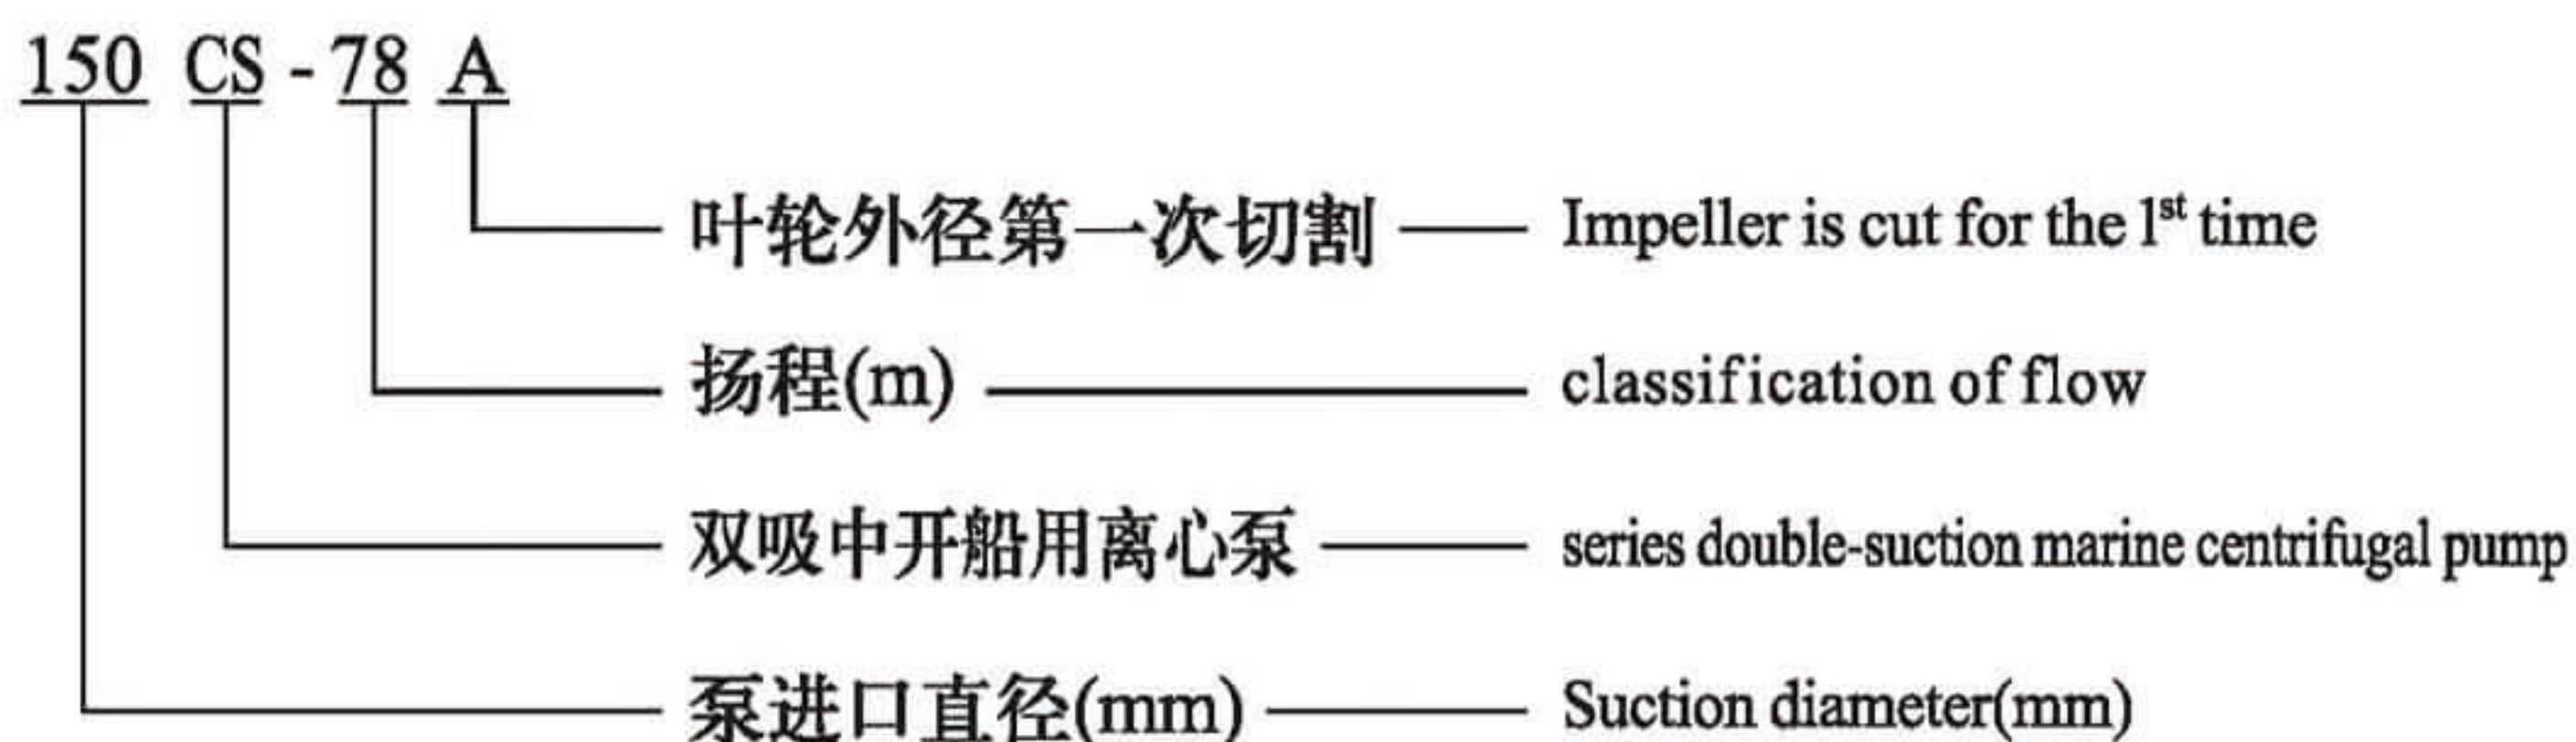 150 CS - 78 A
叶轮外径第一次切割 Impeller is cut for the 1st time
扬程(m) classification of flow
双吸中开船用离心泵 series double-suction marine centrifugal pump
泵进口直径(mm) Suction diameter(mm)